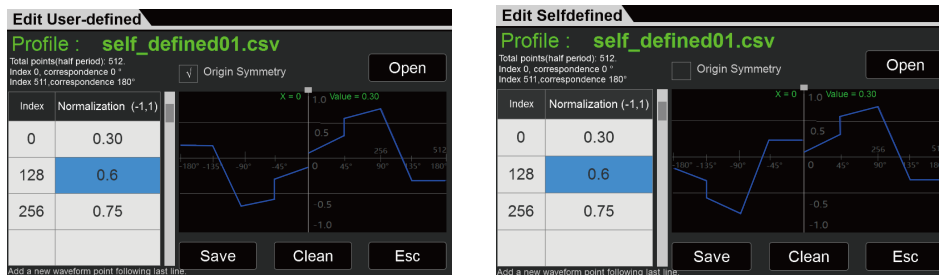 Edit User-defined
Profile : self_defined01.csv
Total points(half period): 512.
Index 0, correspondence 0 °
Index 511,correspondence 180°
√ Origin Symmetry
Open
Index Normalization (-1,1)
0 0.30
128 0.6
256 0.75
X = 0 Value = 0.30
1.0
0.5
256 512
-180° -135° -90° -45° 0 45° 90° 135° 180°
-0.5
-1.0
Save Clean Esc
Add a new waveform point following last line.
Edit Selfdefined
Profile : self_defined01.csv
Total points(half period): 512.
Index 0, correspondence 0 °
Index 511,correspondence 180°
Origin Symmetry
Open
Index Normalization (-1,1)
0 0.30
128 0.6
256 0.75
X = 0 Value = 0.30
1.0
0.5
256 512
-180° -135° -90° -45° 0 45° 90° 135° 180°
-0.5
-1.0
Save Clean Esc
Add a new waveform point following last line.